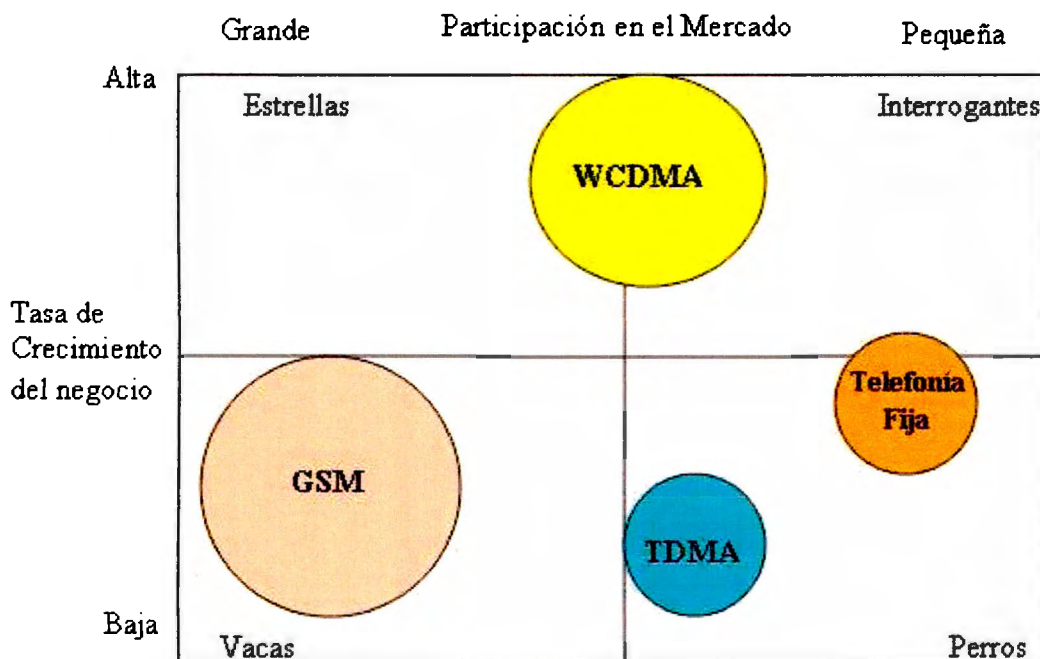 Grande Participación en el Mercado Pequeña
Alta
Estrellas Interrogantes
WCDMA
Tasa de
Crecimiento
del negocio
Telefonía
Fija
GSM
TDMA
Baja
Vacas Perros